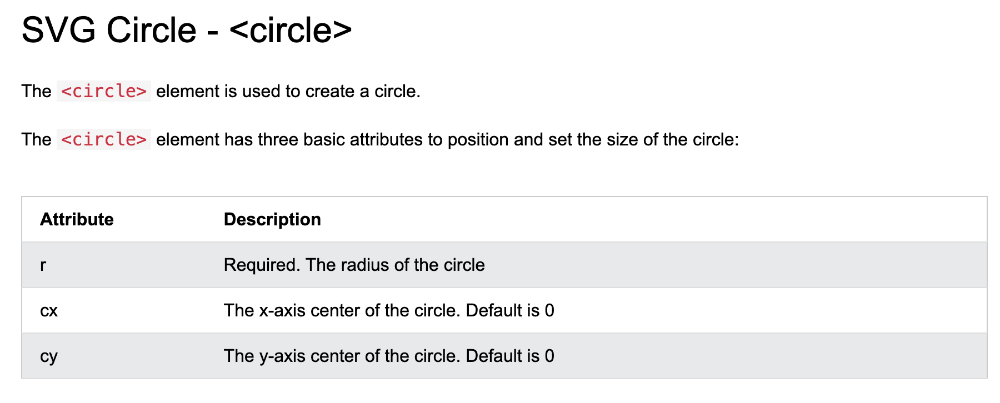 SVG Circle - <circle>
The <circle> element is used to create a circle.
The <circle> element has three basic attributes to position and set the size of the circle:
Attribute Description
r Required. The radius of the circle
cx The x-axis center of the circle. Default is 0
cy The y-axis center of the circle. Default is 0